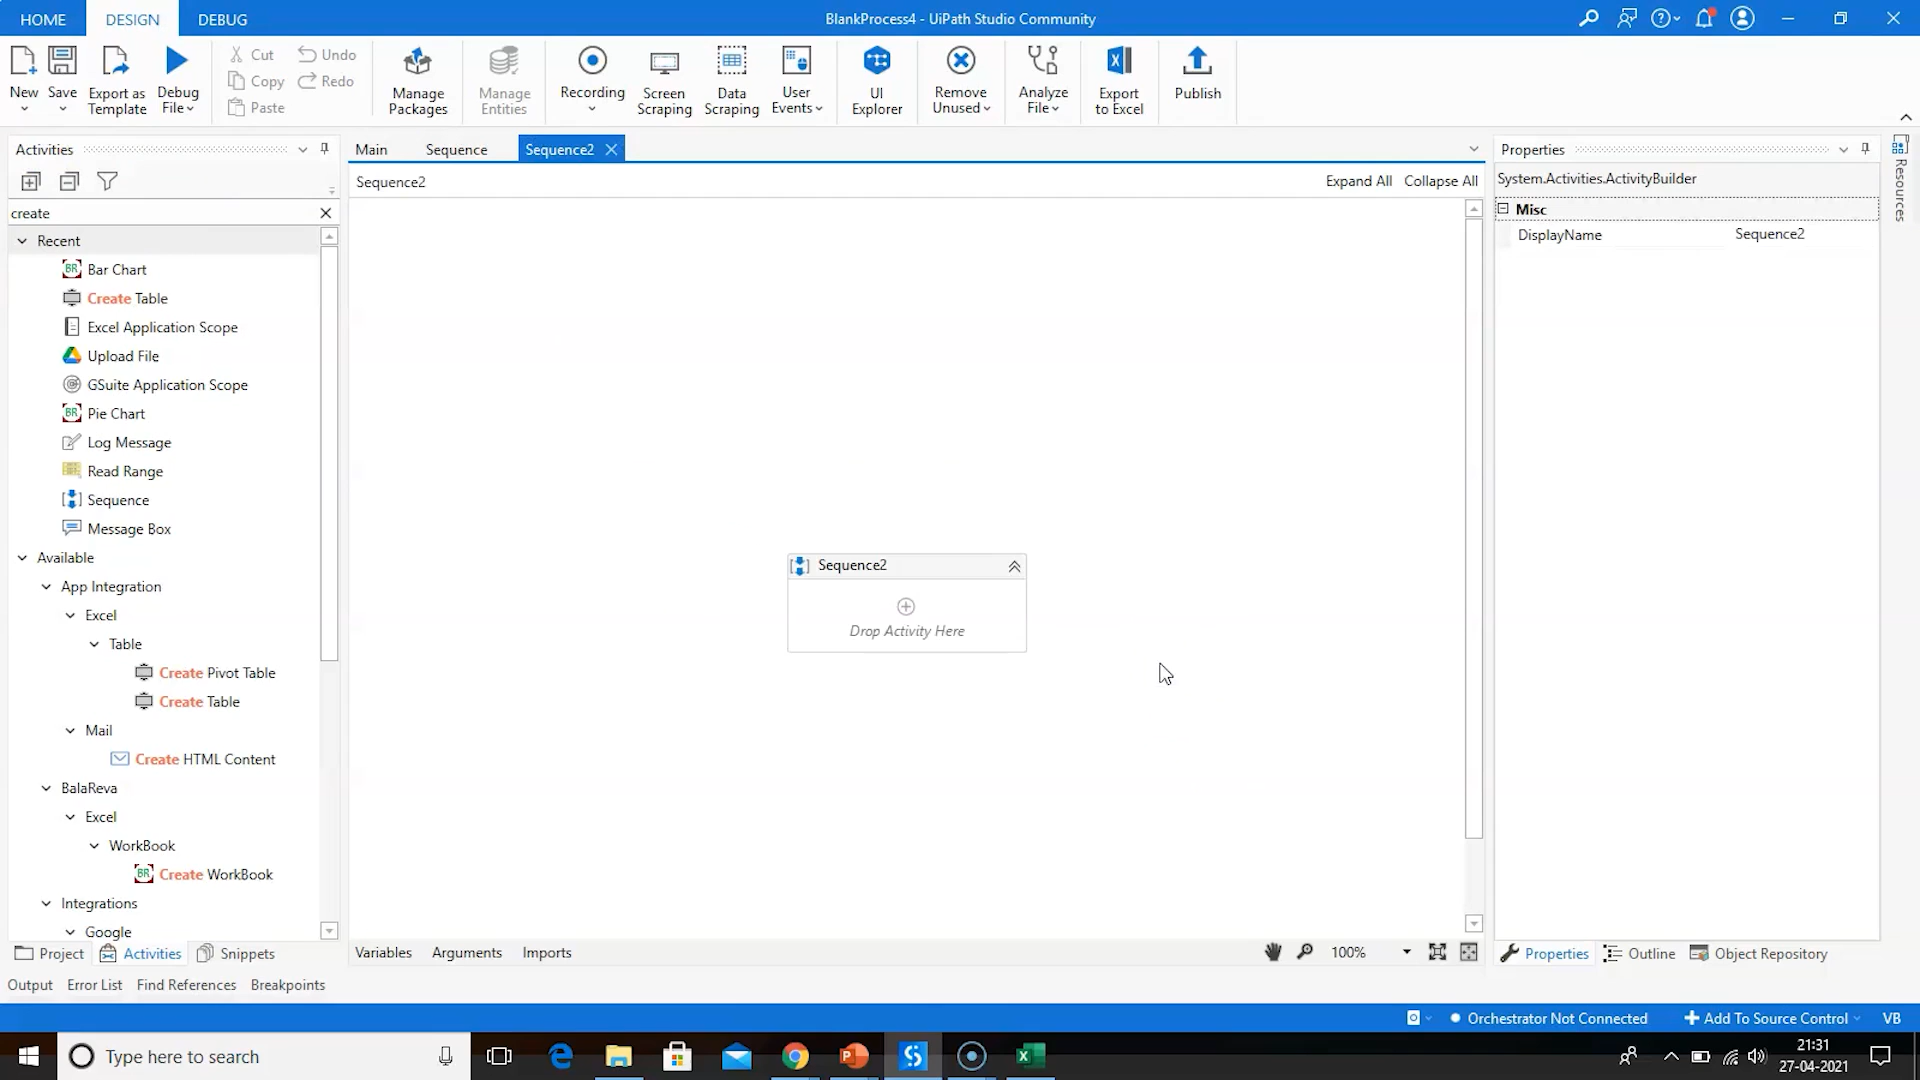 HOME DESIGN DEBUG BlankProcess4 - UiPath Studio Community
New Save Export as Template Debug File Cut Copy Paste Undo Redo Manage Packages Manage Entities Recording Screen Scraping Data Scraping User Events UI Explorer Remove Unused Analyze File Export to Excel Publish
Activities Main Sequence Sequence2 Properties Resources
Sequence2 Expand All Collapse All System.Activities.ActivityBuilder
create
Misc
Recent
DisplayName Sequence2
Bar Chart
Create Table
Excel Application Scope
Upload File
GSuite Application Scope
Pie Chart
Log Message
Read Range
Sequence
Message Box
Available
App Integration
Excel
Table
Create Pivot Table
Create Table
Mail
Create HTML Content
BalaReva
Excel
WorkBook
BR Create WorkBook
Integrations
Google
Sequence2
Drop Activity Here
Project Activities Snippets Variables Arguments Imports 100% Properties Outline Object Repository
Output Error List Find References Breakpoints
Orchestrator Not Connected Add To Source Control VB
Type here to search 21:31
27-04-2021